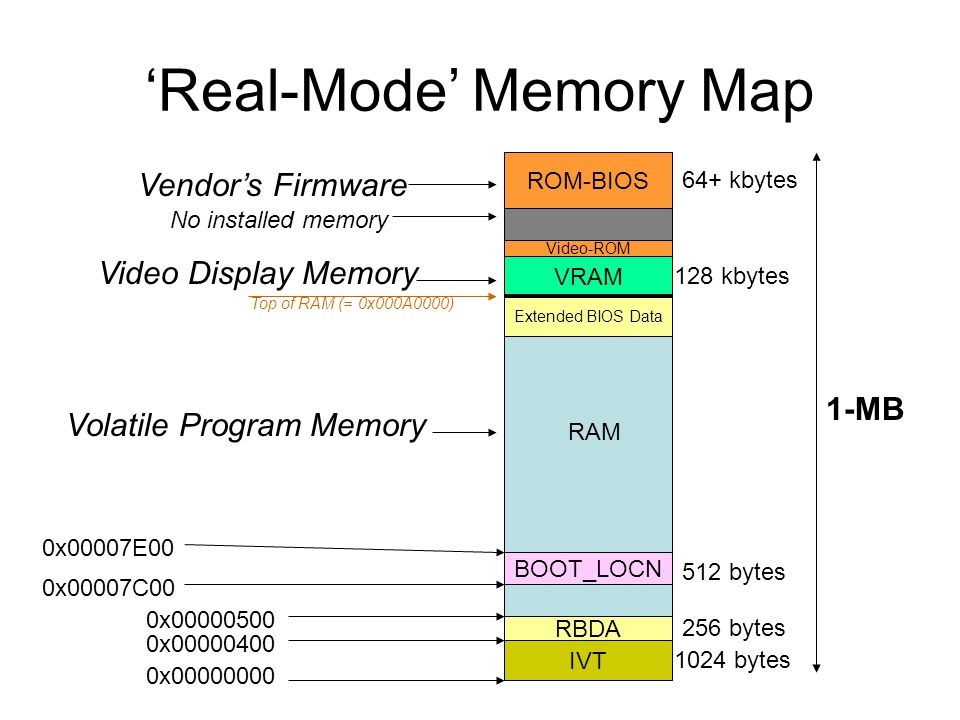 ‘Real-Mode’ Memory Map
Vendor’s Firmware
ROM-BIOS
64+ kbytes
No installed memory
Video-ROM
Video Display Memory
VRAM
128 kbytes
Top of RAM (= 0x000A0000)
Extended BIOS Data
1-MB
Volatile Program Memory
RAM
0x00007E00
BOOT_LOCN
512 bytes
0x00007C00
0x00000500
RBDA
256 bytes
0x00000400
IVT
1024 bytes
0x00000000